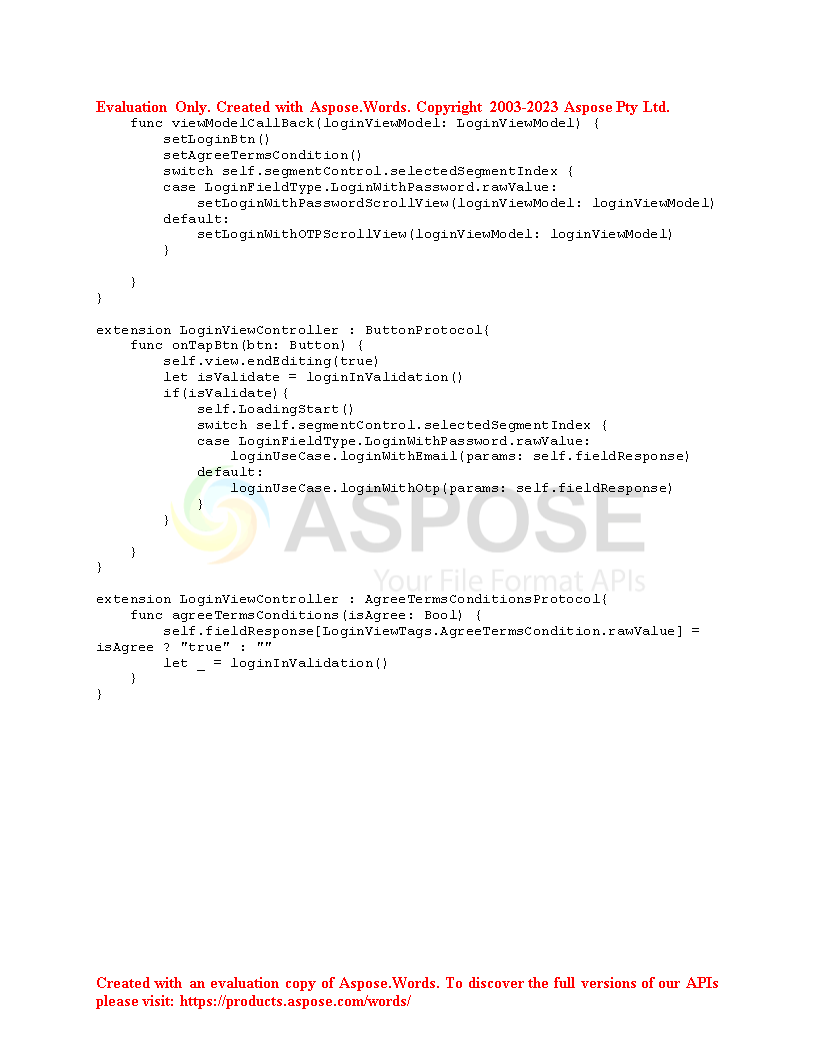 Evaluation Only. Created with Aspose.Words. Copyright 2003-2023 Aspose Pty Ltd.
    func viewModelCallBack(loginViewModel: LoginViewModel) {
        setLoginBtn()
        setAgreeTermsCondition()
        switch self.segmentControl.selectedSegmentIndex {
        case LoginFieldType.LoginWithPassword.rawValue:
            setLoginWithPasswordScrollView(loginViewModel: loginViewModel)
        default:
            setLoginWithOTPScrollView(loginViewModel: loginViewModel)
        }

    }
}

extension LoginViewController : ButtonProtocol{
    func onTapBtn(btn: Button) {
        self.view.endEditing(true)
        let isValidate = loginInValidation()
        if(isValidate){
            self.LoadingStart()
            switch self.segmentControl.selectedSegmentIndex {
            case LoginFieldType.LoginWithPassword.rawValue:
                loginUseCase.loginWithEmail(params: self.fieldResponse)
            default:
                loginUseCase.loginWithOtp(params: self.fieldResponse)
            }
        }

    }
}

ASPOSE
Your File Format APIs

extension LoginViewController : AgreeTermsConditionsProtocol{
    func agreeTermsConditions(isAgree: Bool) {
        self.fieldResponse[LoginViewTags.AgreeTermsCondition.rawValue] =
isAgree ? "true" : ""
        let _ = loginInValidation()
    }
}

Created with an evaluation copy of Aspose.Words. To discover the full versions of our APIs
please visit: https://products.aspose.com/words/